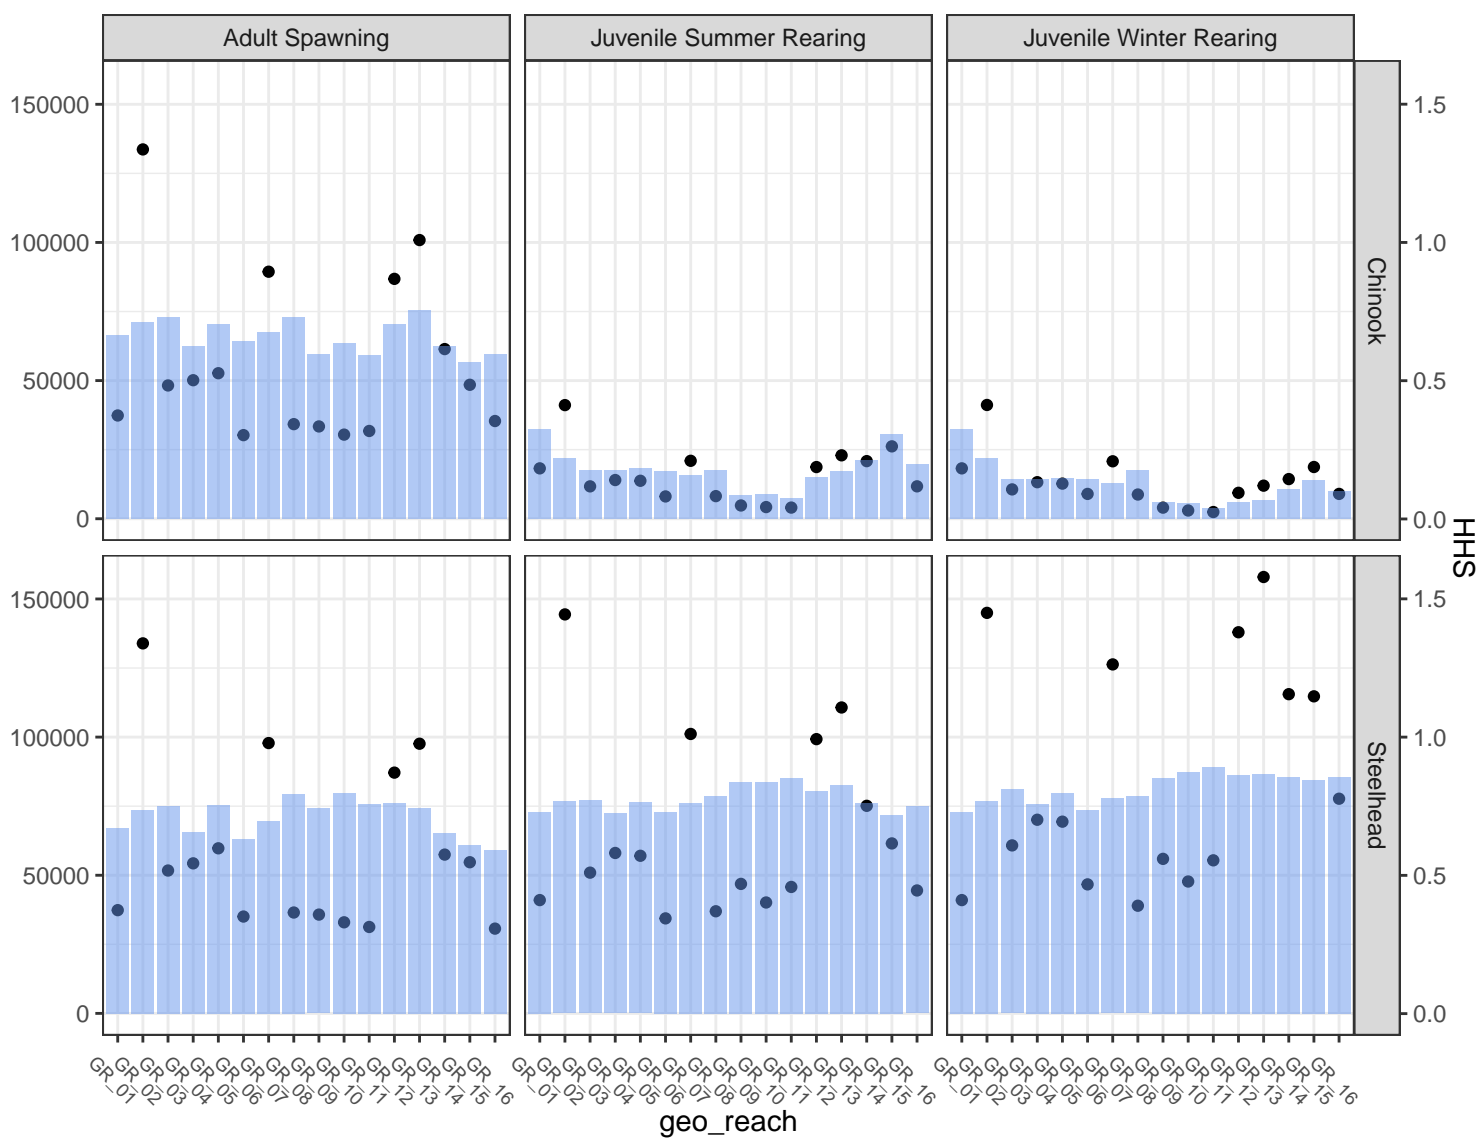 Adult Spawning
Juvenile Summer Rearing
Juvenile Winter Rearing
150000
100000
50000
0
1.5
1.0
0.5
0.0
Chinook
150000
100000
50000
0
1.5
1.0
0.5
0.0
Steelhead
HHS
GR_01
GR_02
GR_03
GR_04
GR_05
GR_06
GR_07
GR_08
GR_09
GR_10
GR_11
GR_12
GR_13
GR_14
GR_15
GR_16
GR_01
GR_02
GR_03
GR_04
GR_05
GR_06
GR_07
GR_08
GR_09
GR_10
GR_11
GR_12
GR_13
GR_14
GR_15
GR_16
GR_01
GR_02
GR_03
GR_04
GR_05
GR_06
GR_07
GR_08
GR_09
GR_10
GR_11
GR_12
GR_13
GR_14
GR_15
GR_16
geo_reach